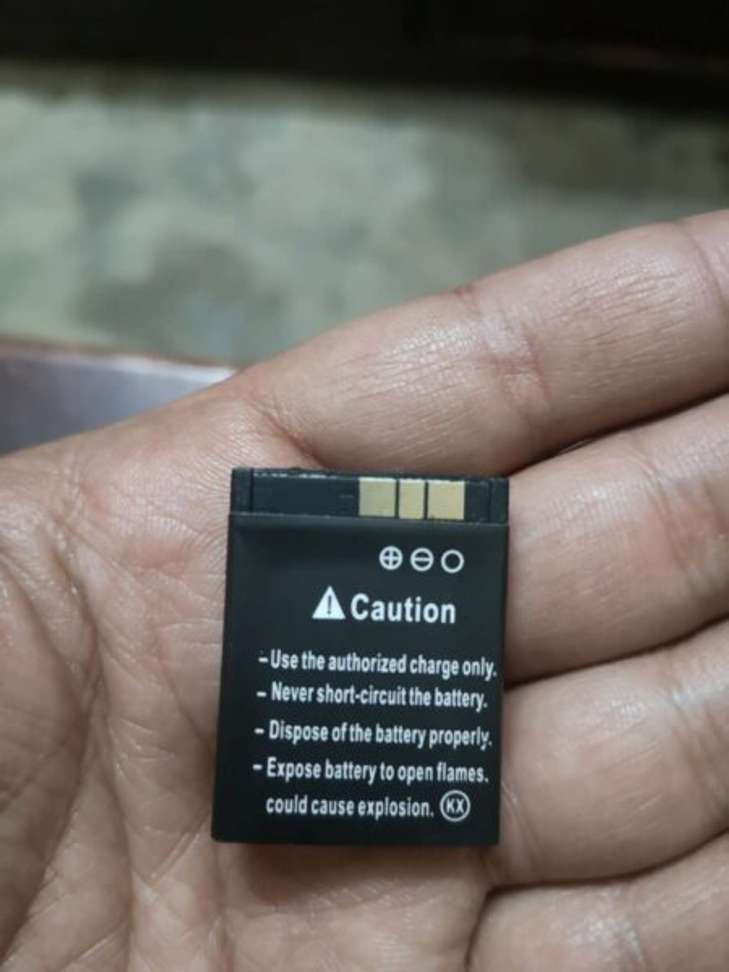 ⊕ ⊖ ○
⚠ Caution
-Use the authorized charge only.
- Never short-circuit the battery.
- Dispose of the battery properly.
- Expose battery to open flames.
could cause explosion. KX